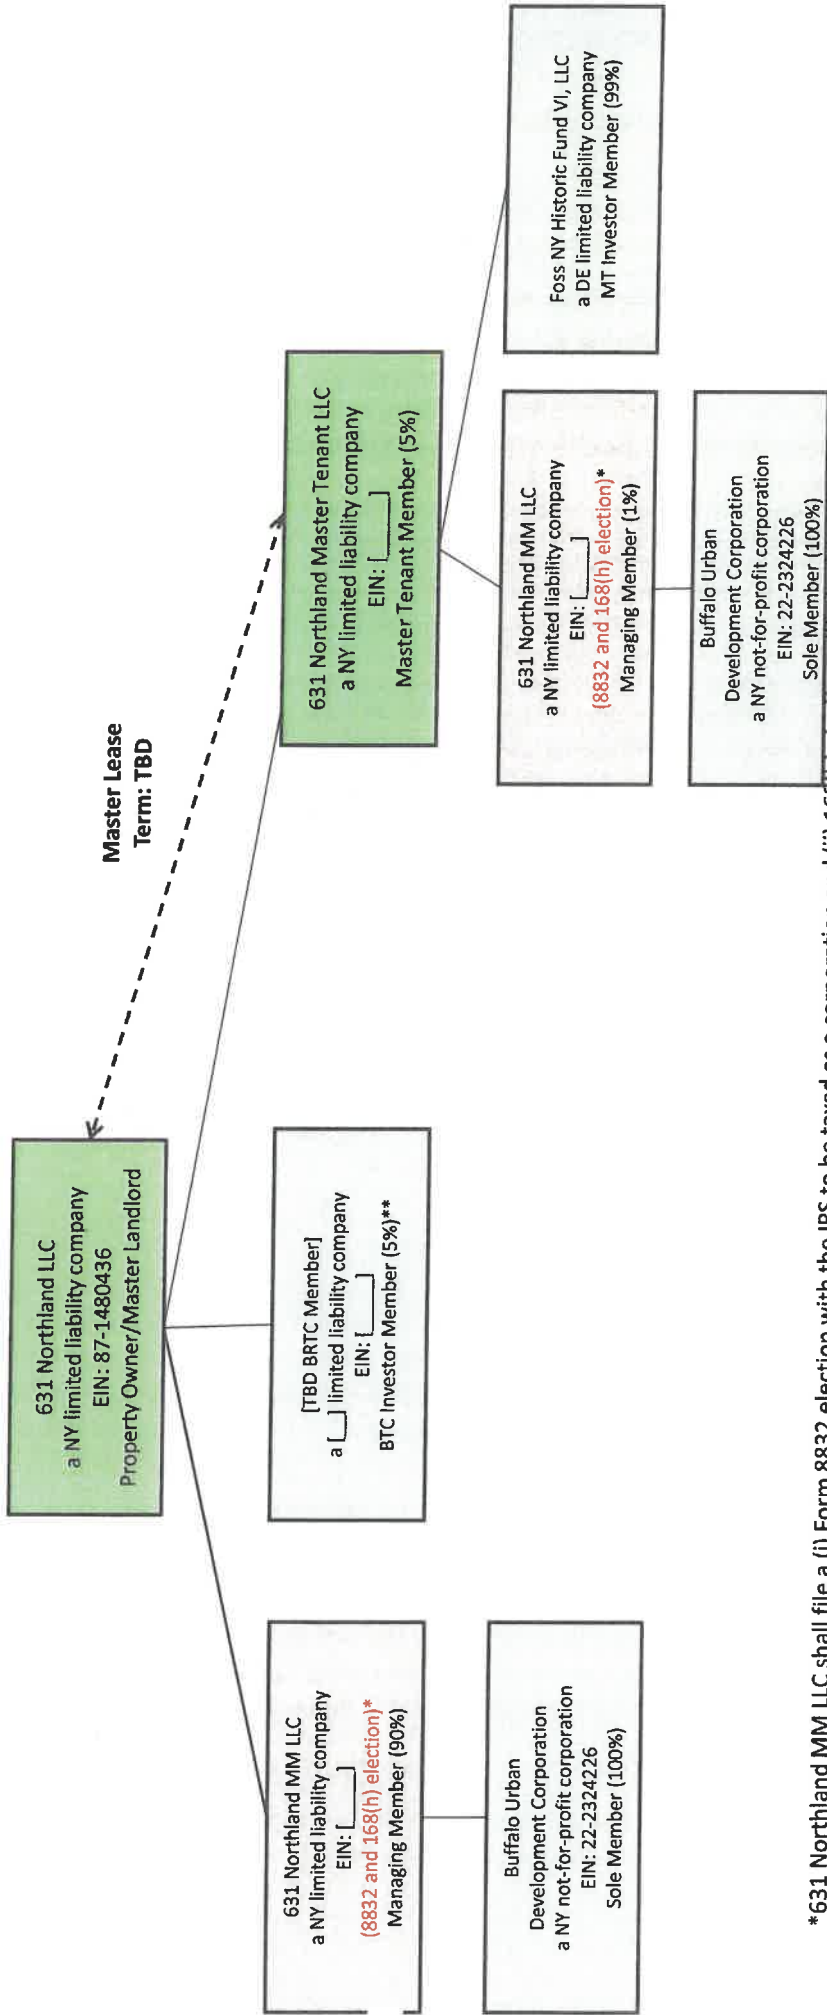 631 Northland LLC
a NY limited liability company
EIN: 87-1480436
Property Owner/Master Landlord
Master Lease
Term: TBD
631 Northland MM LLC
a NY limited liability company
EIN: [_____]
(8832 and 168(h) election)*
Managing Member (90%)
[TBD BRTC Member]
a [__] limited liability company
EIN: [_____]
BTC Investor Member (5%)**
631 Northland Master Tenant LLC
a NY limited liability company
EIN: [_____]
Master Tenant Member (5%)
Buffalo Urban
Development Corporation
a NY not-for-profit corporation
EIN: 22-2324226
Sole Member (100%)
631 Northland MM LLC
a NY limited liability company
EIN: [_____]
(8832 and 168(h) election)*
Managing Member (1%)
Foss NY Historic Fund VI, LLC
a DE limited liability company
MT Investor Member (99%)
Buffalo Urban
Development Corporation
a NY not-for-profit corporation
EIN: 22-2324226
Sole Member (100%)
*631 Northland MM LLC shall file a (i) Form 8832 election with the IRS to be taxed as a corporation and (ii)